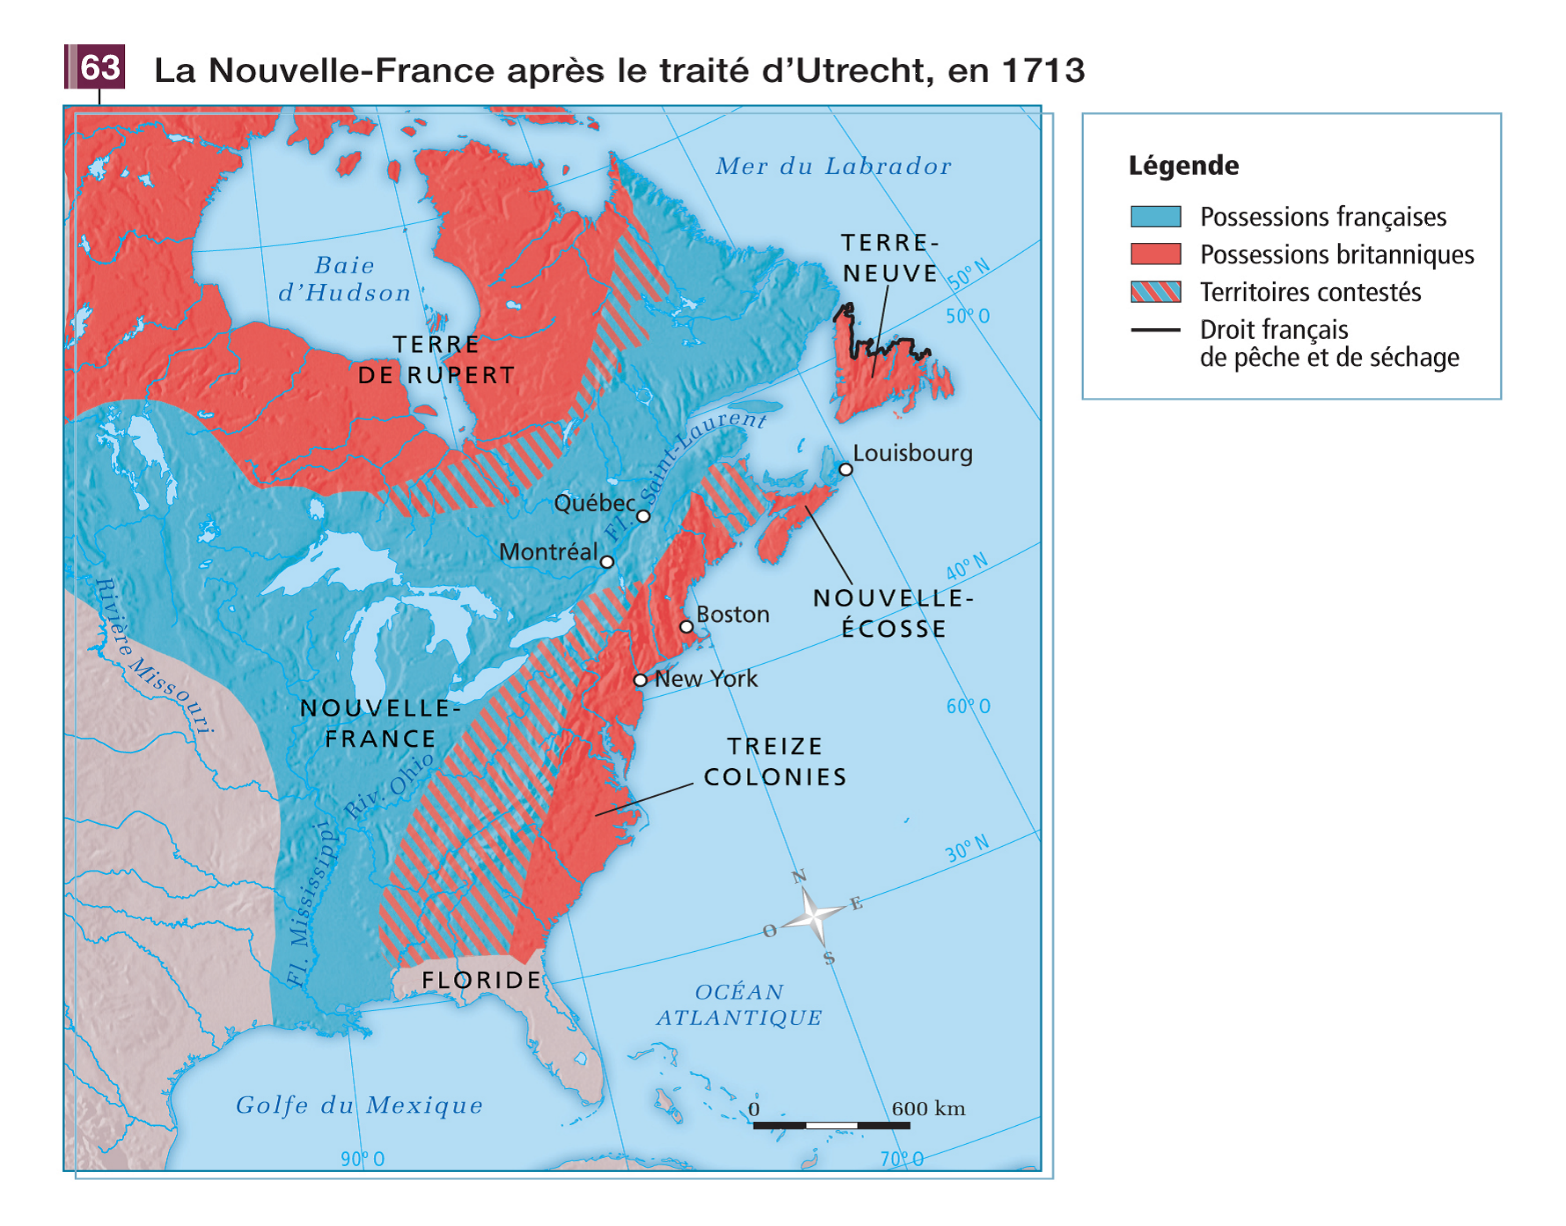 63 La Nouvelle-France après le traité d’Utrecht, en 1713
Légende
Possessions françaises
Possessions britanniques
Territoires contestés
Droit français
de pêche et de séchage
Mer du Labrador
TERRE-
NEUVE
50° N
50° O
Baie
d’Hudson
TERRE
DE RUPERT
Fl. Saint-Laurent
Louisbourg
Québec
Montréal
40° N
NOUVELLE-
ÉCOSSE
Boston
New York
Rivière Missouri
60° O
NOUVELLE-
FRANCE
TREIZE
COLONIES
Riv. Ohio
Fl. Mississippi
30° N
N
E
O
S
FLORIDE
OCÉAN
ATLANTIQUE
Golfe du Mexique
0 600 km
90° O
70° O